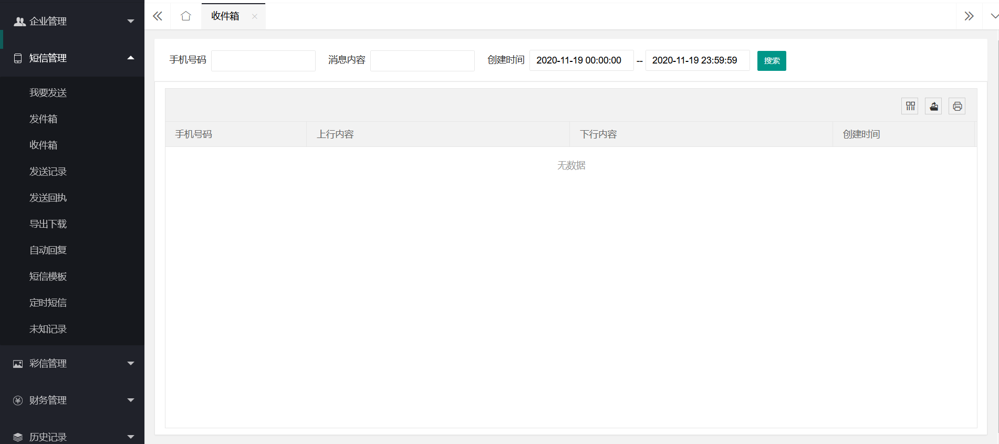 企业管理
短信管理
我要发送
发件箱
收件箱
发送记录
发送回执
导出下载
自动回复
短信模板
定时短信
未知记录
彩信管理
财务管理
历史记录
收件箱
手机号码 消息内容 创建时间 2020-11-19 00:00:00 -- 2020-11-19 23:59:59 搜索
手机号码 上行内容 下行内容 创建时间
无数据